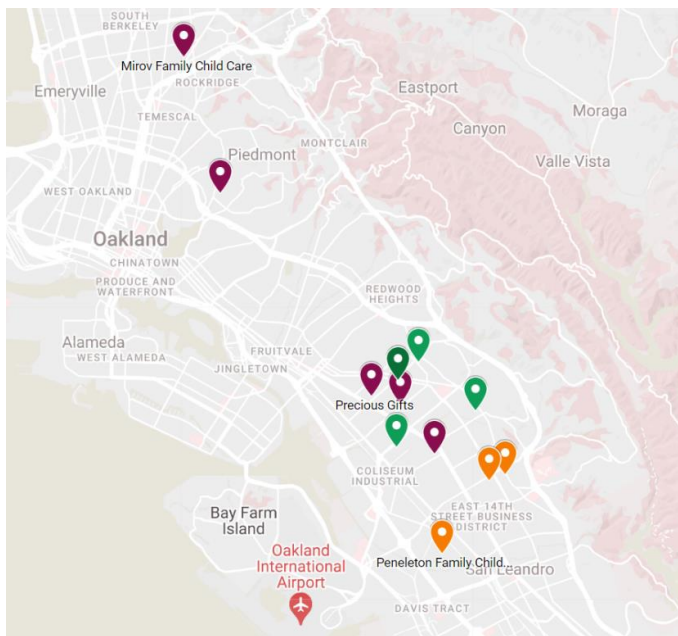 SOUTH
BERKELEY
Mirov Family Child Care
ROCKRIDGE
Emeryville
Eastport
Moraga
TEMESCAL
Canyon
MONTCLAIR
Piedmont
Valle Vista
WEST OAKLAND
Oakland
CHINATOWN
PRODUCE AND
WATERFRONT
REDWOOD
HEIGHTS
Alameda
WEST ALAMEDA
FRUITVALE
JINGLETOWN
Precious Gifts
COLISEUM
INDUSTRIAL
Bay Farm
Island
EAST 14TH
STREET BUSINESS
DISTRICT
Oakland
International
Airport
Peneleton Family Child...
San Leandro
DAVIS TRACT